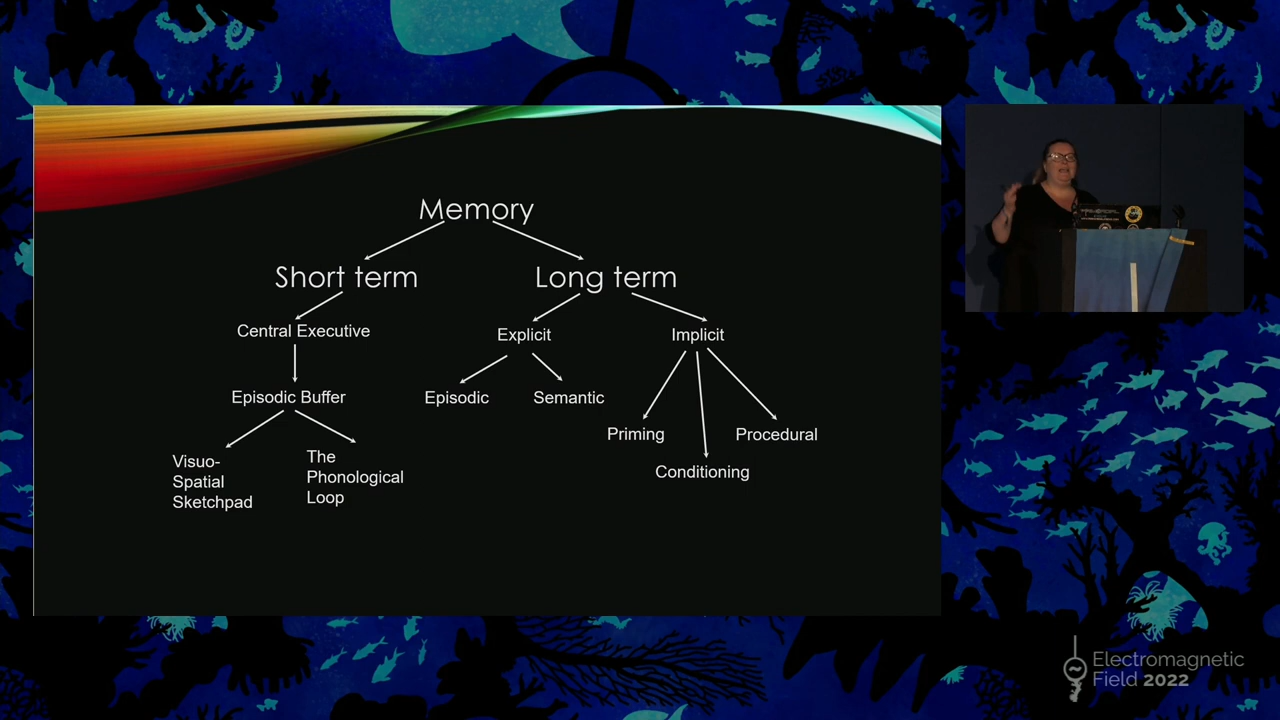 Memory
Short term
Long term
Central Executive
Explicit
Implicit
Episodic Buffer
Episodic
Semantic
Priming
Procedural
Visuo-
Spatial
Sketchpad
The
Phonological
Loop
Conditioning
Electromagnetic
Field 2022